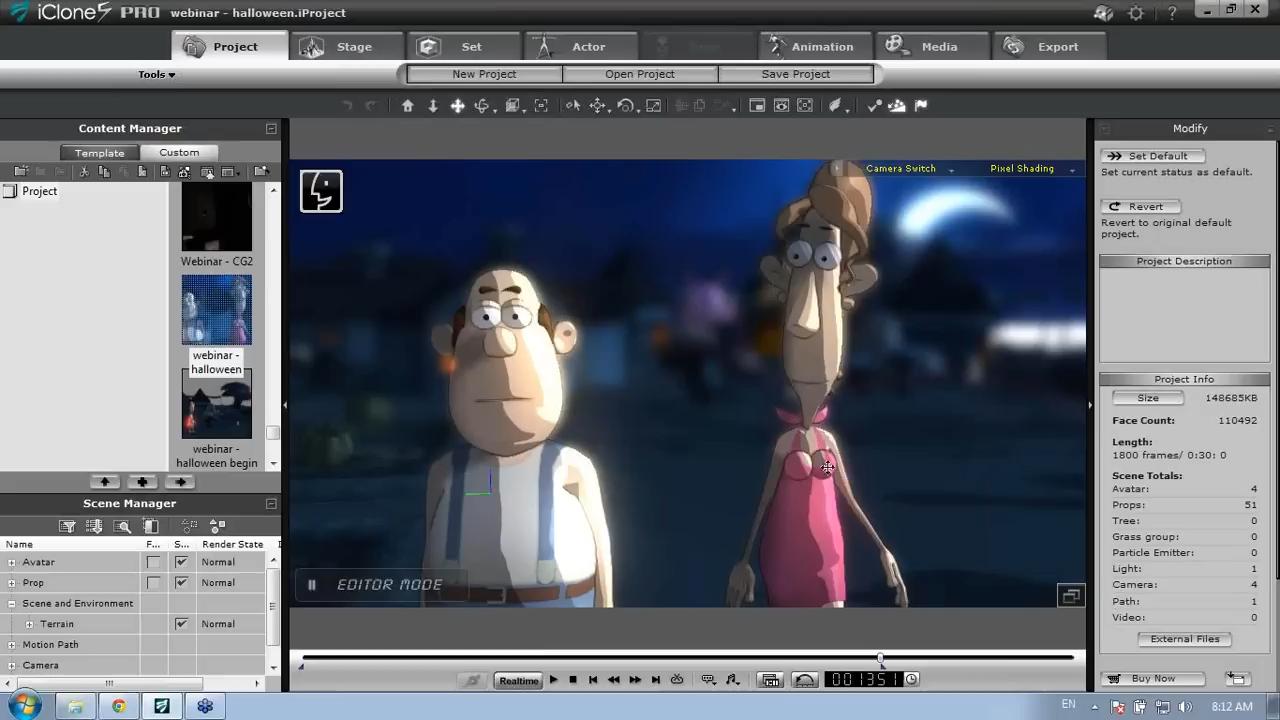 iClone5 PRO webinar - halloween.iProject
Project Stage Set Actor Animation Media Export
Tools New Project Open Project Save Project
Content Manager
Template Custom
Project
Webinar - CG2
webinar -
halloween
webinar -
halloween begin
Scene Manager
Name F... S... Render State
Avatar Normal
Prop Normal
Scene and Environment
Terrain Normal
Motion Path
Camera
Camera Switch Pixel Shading
EDITOR MODE
Realtime 001351
Modify
Set Default
Set current status as default.
Revert
Revert to original default
project.
Project Description
Project Info
Size 148685KB
Face Count: 110492
Length:
1800 frames/ 0:30: 0
Scene Totals:
Avatar: 4
Props: 51
Tree: 0
Grass group: 0
Particle Emitter: 0
Light: 1
Camera: 4
Path: 1
Video: 0
External Files
Buy Now
EN 8:12 AM